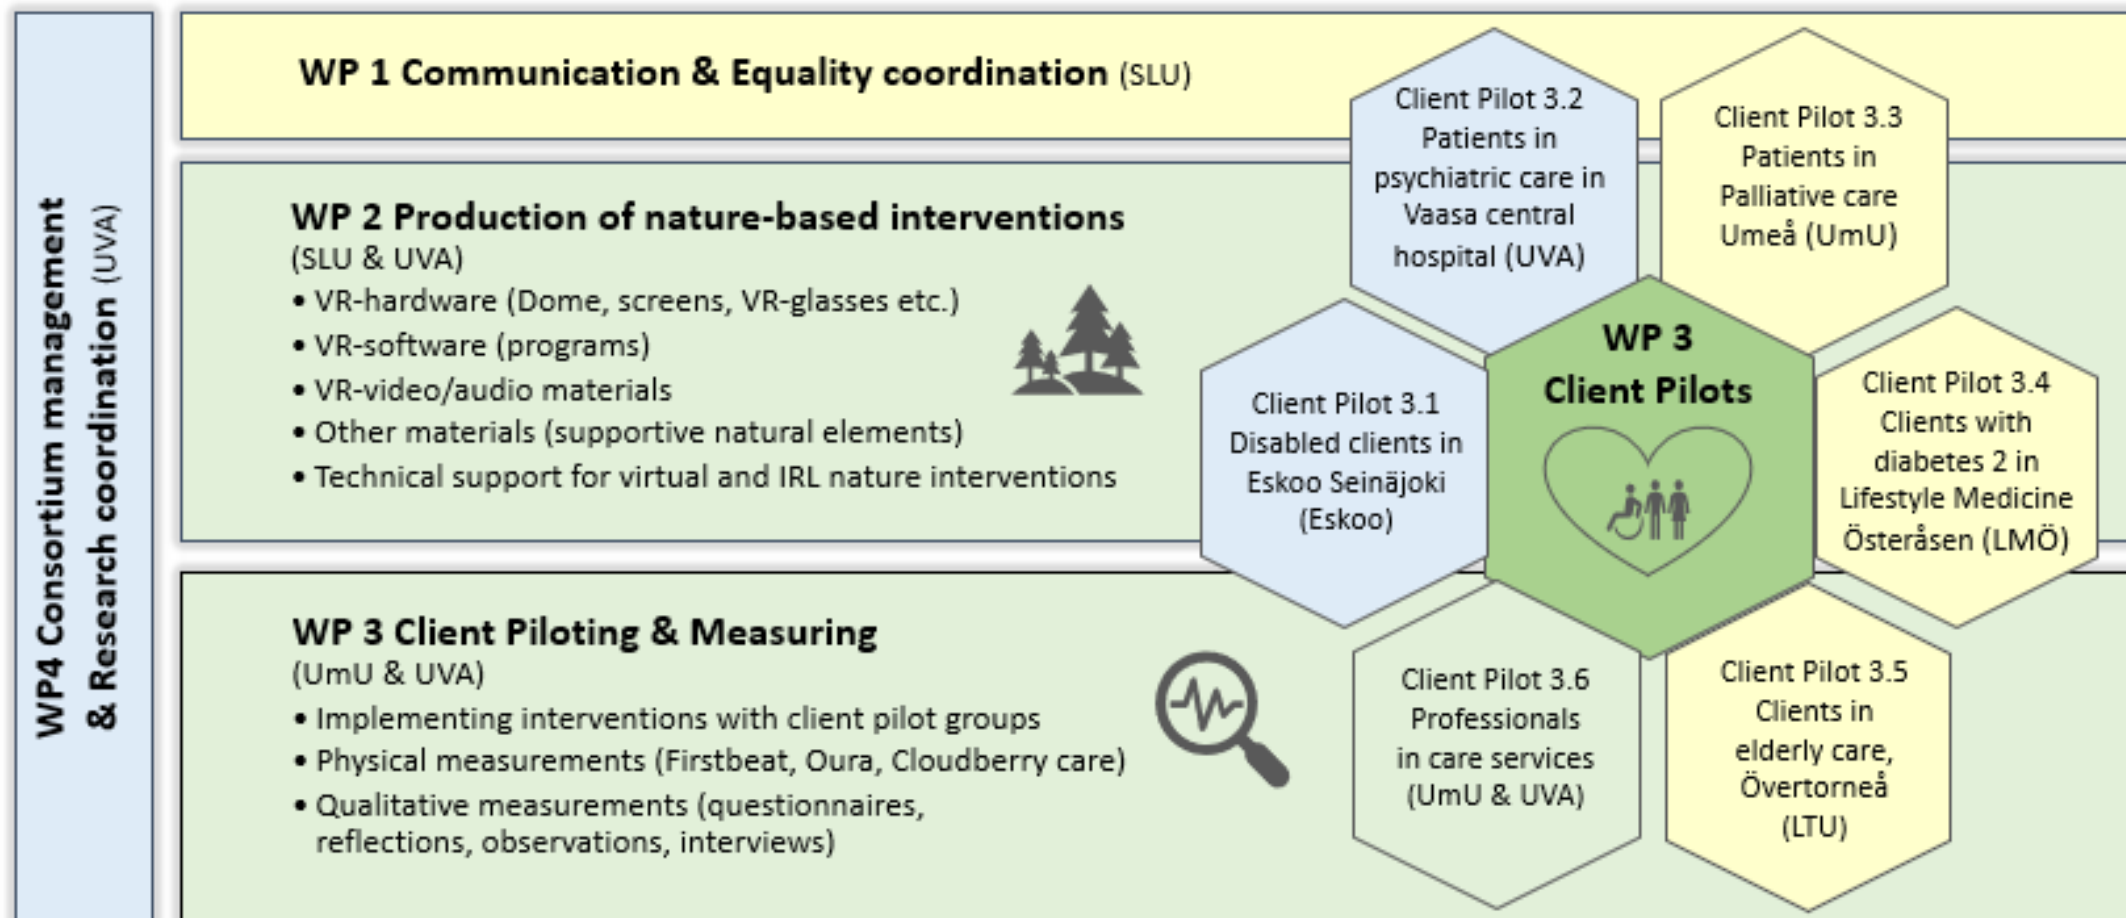 WP4 Consortium management
& Research coordination (UVA)
WP 1 Communication & Equality coordination (SLU)
WP 2 Production of nature-based interventions
(SLU & UVA)
• VR-hardware (Dome, screens, VR-glasses etc.)
• VR-software (programs)
• VR-video/audio materials
• Other materials (supportive natural elements)
• Technical support for virtual and IRL nature interventions
WP 3 Client Piloting & Measuring
(UmU & UVA)
• Implementing interventions with client pilot groups
• Physical measurements (Firstbeat, Oura, Cloudberry care)
• Qualitative measurements (questionnaires,
reflections, observations, interviews)
WP 3
Client Pilots
Client Pilot 3.1
Disabled clients in
Eskoo Seinäjoki
(Eskoo)
Client Pilot 3.2
Patients in
psychiatric care in
Vaasa central
hospital (UVA)
Client Pilot 3.3
Patients in
Palliative care
Umeå (UmU)
Client Pilot 3.4
Clients with
diabetes 2 in
Lifestyle Medicine
Österåsen (LMÖ)
Client Pilot 3.5
Clients in
elderly care,
Övertorneå
(LTU)
Client Pilot 3.6
Professionals
in care services
(UmU & UVA)